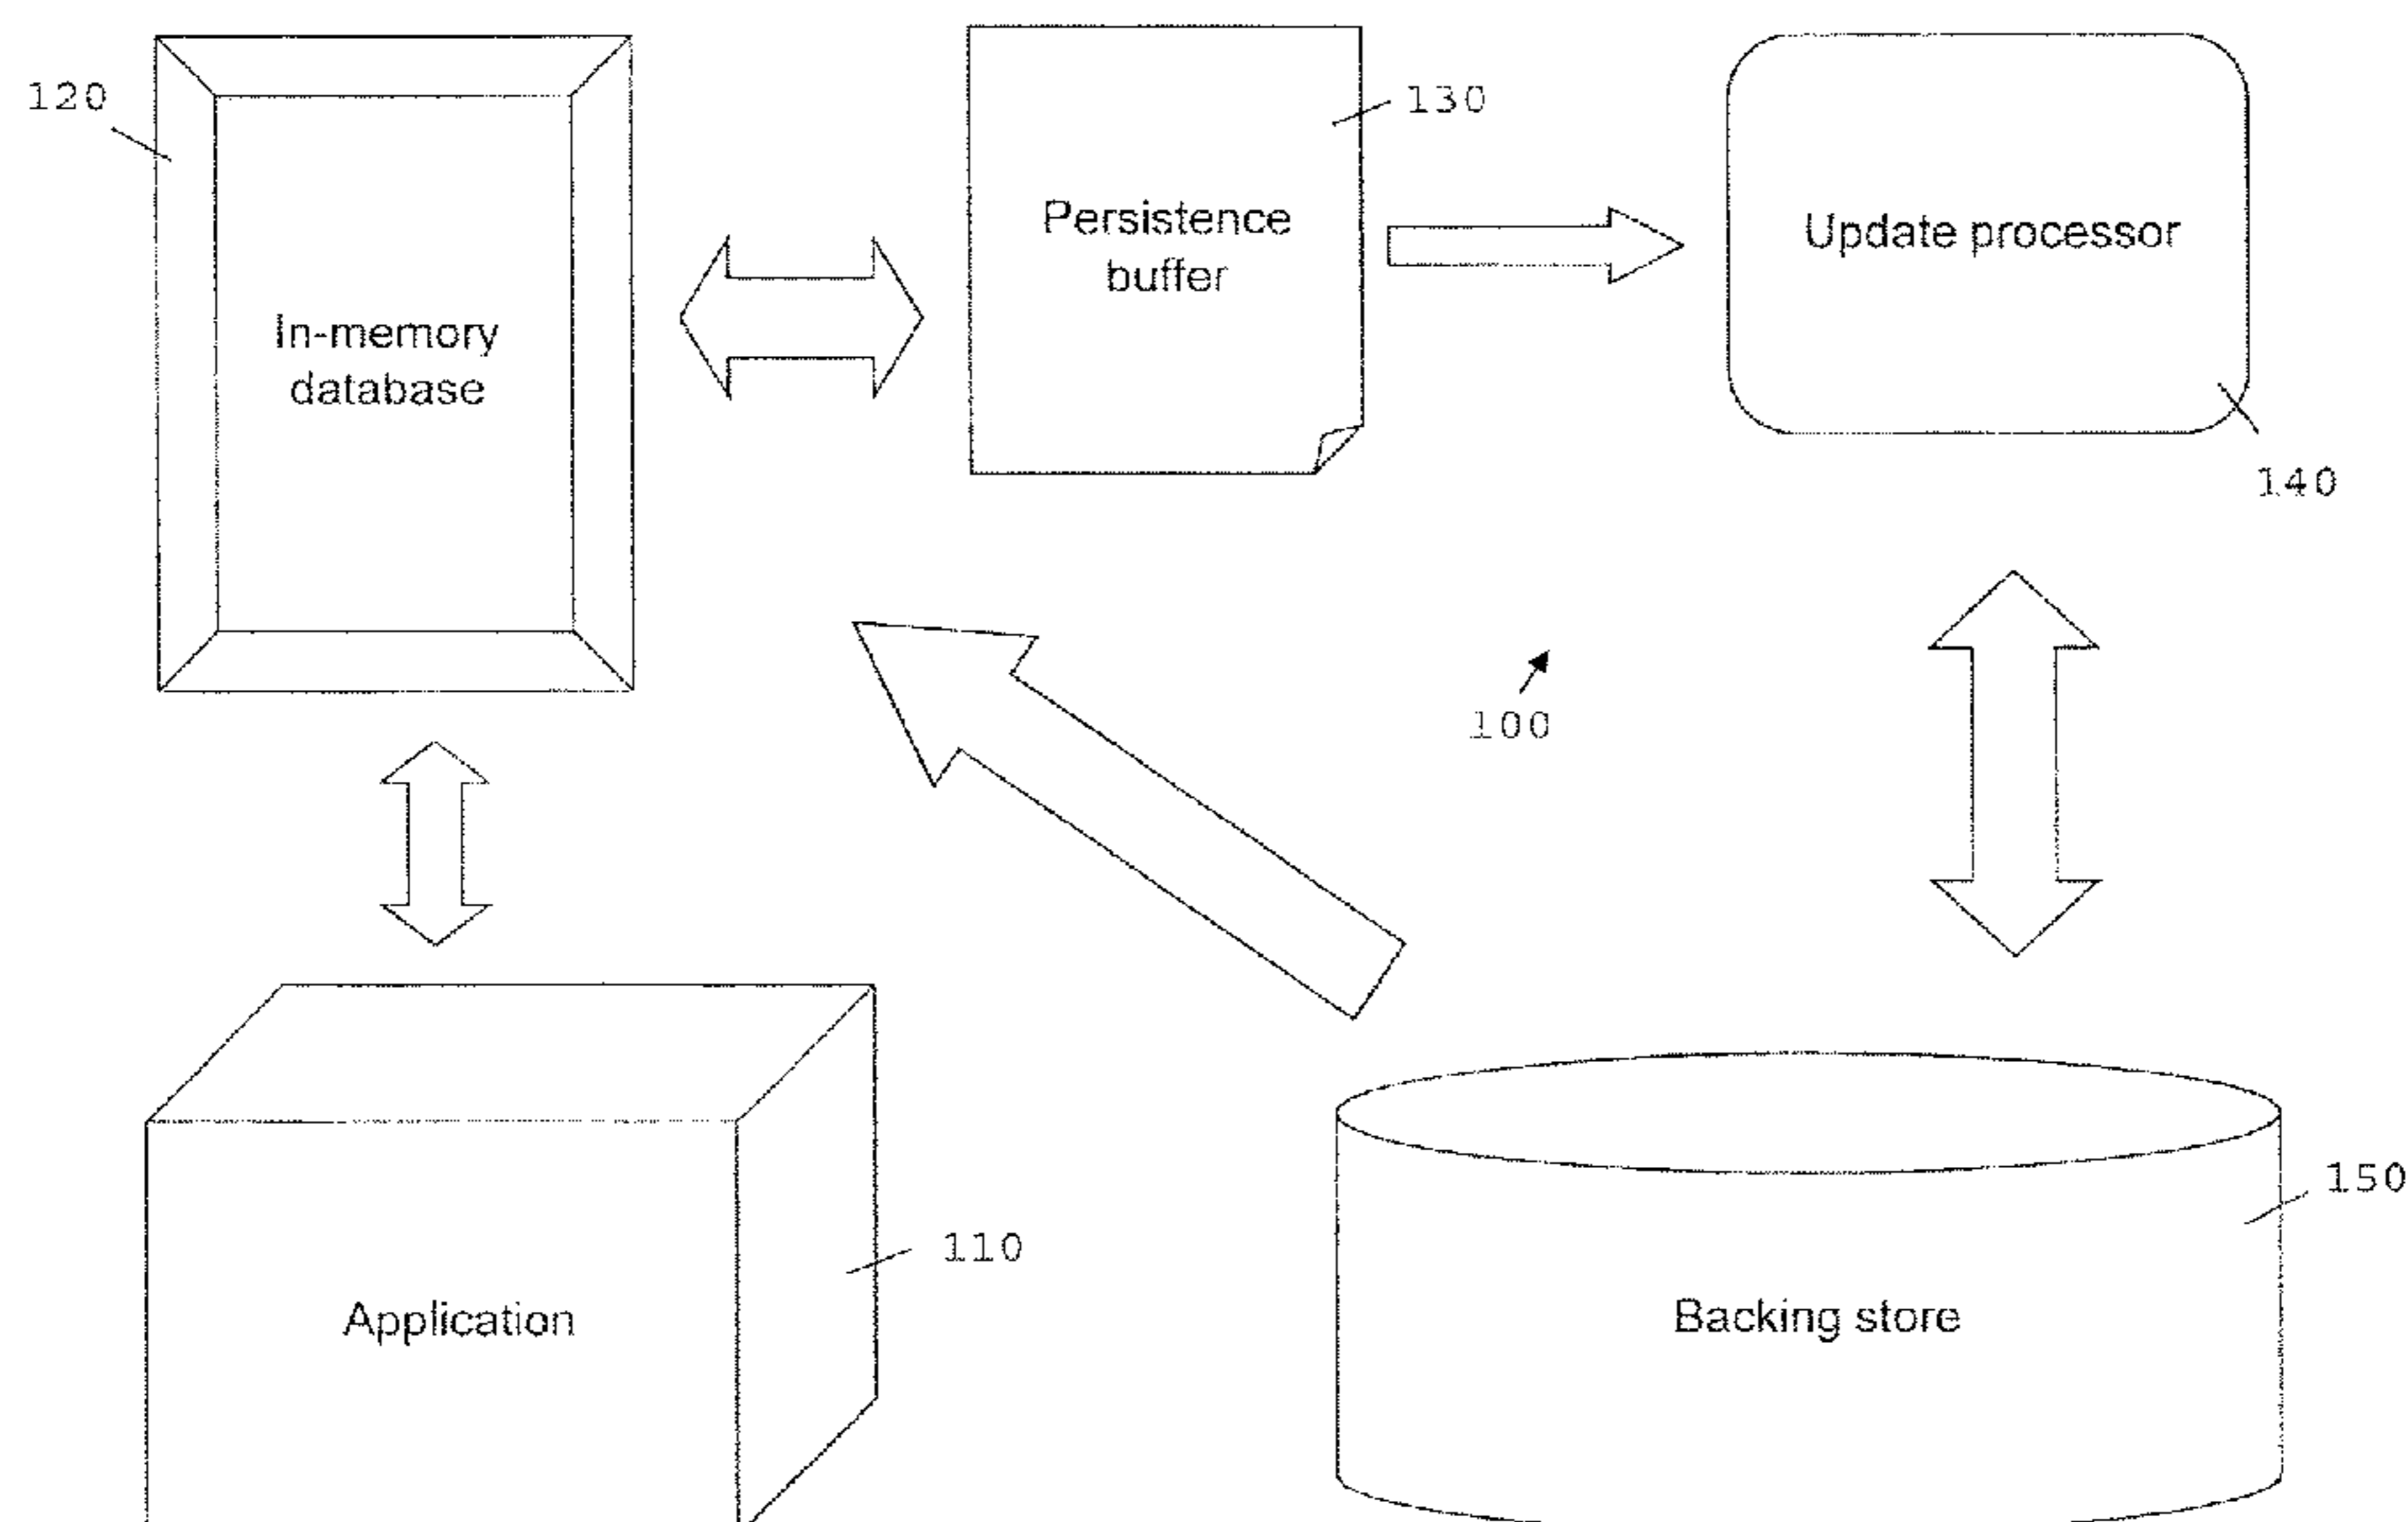 120
130
Persistence
buffer
Update processor
In-memory
database
140
100
150
110
Application
Backing store